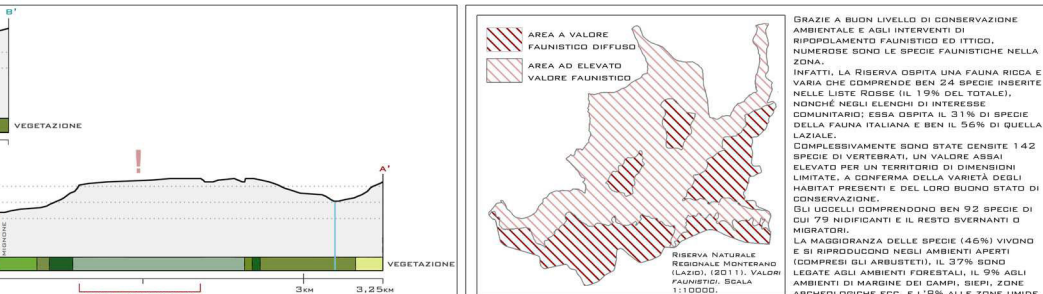 B'
VEGETAZIONE
!
A'
MIGNONE
VEGETAZIONE
3KM
3,25KM
AREA A VALORE
FAUNISTICO DIFFUSO
AREA AD ELEVATO
VALORE FAUNISTICO
RISERVA NATURALE
REGIONALE MONTERANO
(LAZIO), (2011). VALORI
FAUNISTICI. SCALA
1:10000.
GRAZIE A BUON LIVELLO DI CONSERVAZIONE
AMBIENTALE E AGLI INTERVENTI DI
RIPOPOLAMENTO FAUNISTICO ED ITTICO,
NUMEROSE SONO LE SPECIE FAUNISTICHE NELLA
ZONA.
INFATTI, LA RISERVA OSPITA UNA FAUNA RICCA E
VARIA CHE COMPRENDE BEN 24 SPECIE INSERITE
NELLE LISTE ROSSE (IL 19% DEL TOTALE),
NONCHÉ NEGLI ELENCHI DI INTERESSE
COMUNITARIO; ESSA OSPITA IL 31% DI SPECIE
DELLA FAUNA ITALIANA E BEN IL 56% DI QUELLA
LAZIALE.
COMPLESSIVAMENTE SONO STATE CENSITE 142
SPECIE DI VERTEBRATI, UN VALORE ASSAI
ELEVATO PER UN TERRITORIO DI DIMENSIONI
LIMITATE, A CONFERMA DELLA VARIETÀ DEGLI
HABITAT PRESENTI E DEL LORO BUONO STATO DI
CONSERVAZIONE.
GLI UCCELLI COMPRENDONO BEN 92 SPECIE DI
CUI 79 NIDIFICANTI E IL RESTO SVERNANTI O
MIGRATORI.
LA MAGGIORANZA DELLE SPECIE (46%) VIVONO
E SI RIPRODUCONO NEGLI AMBIENTI APERTI
(COMPRESI GLI ARBUSTETI), IL 37% SONO
LEGATE AGLI AMBIENTI FORESTALI, IL 9% AGLI
AMBIENTI DI MARGINE DEI CAMPI, SIEPI, ZONE
ARCHEOLOGICHE ECC. E L'8% ALLE ZONE UMIDE